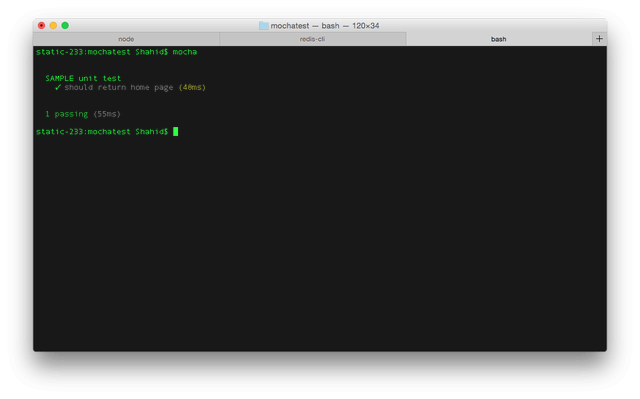 mochatest — bash — 120×34
node
redis-cli
bash
+
static-233:mochatest Shahid$ mocha
SAMPLE unit test
✓ should return home page (40ms)
1 passing (55ms)
static-233:mochatest Shahid$